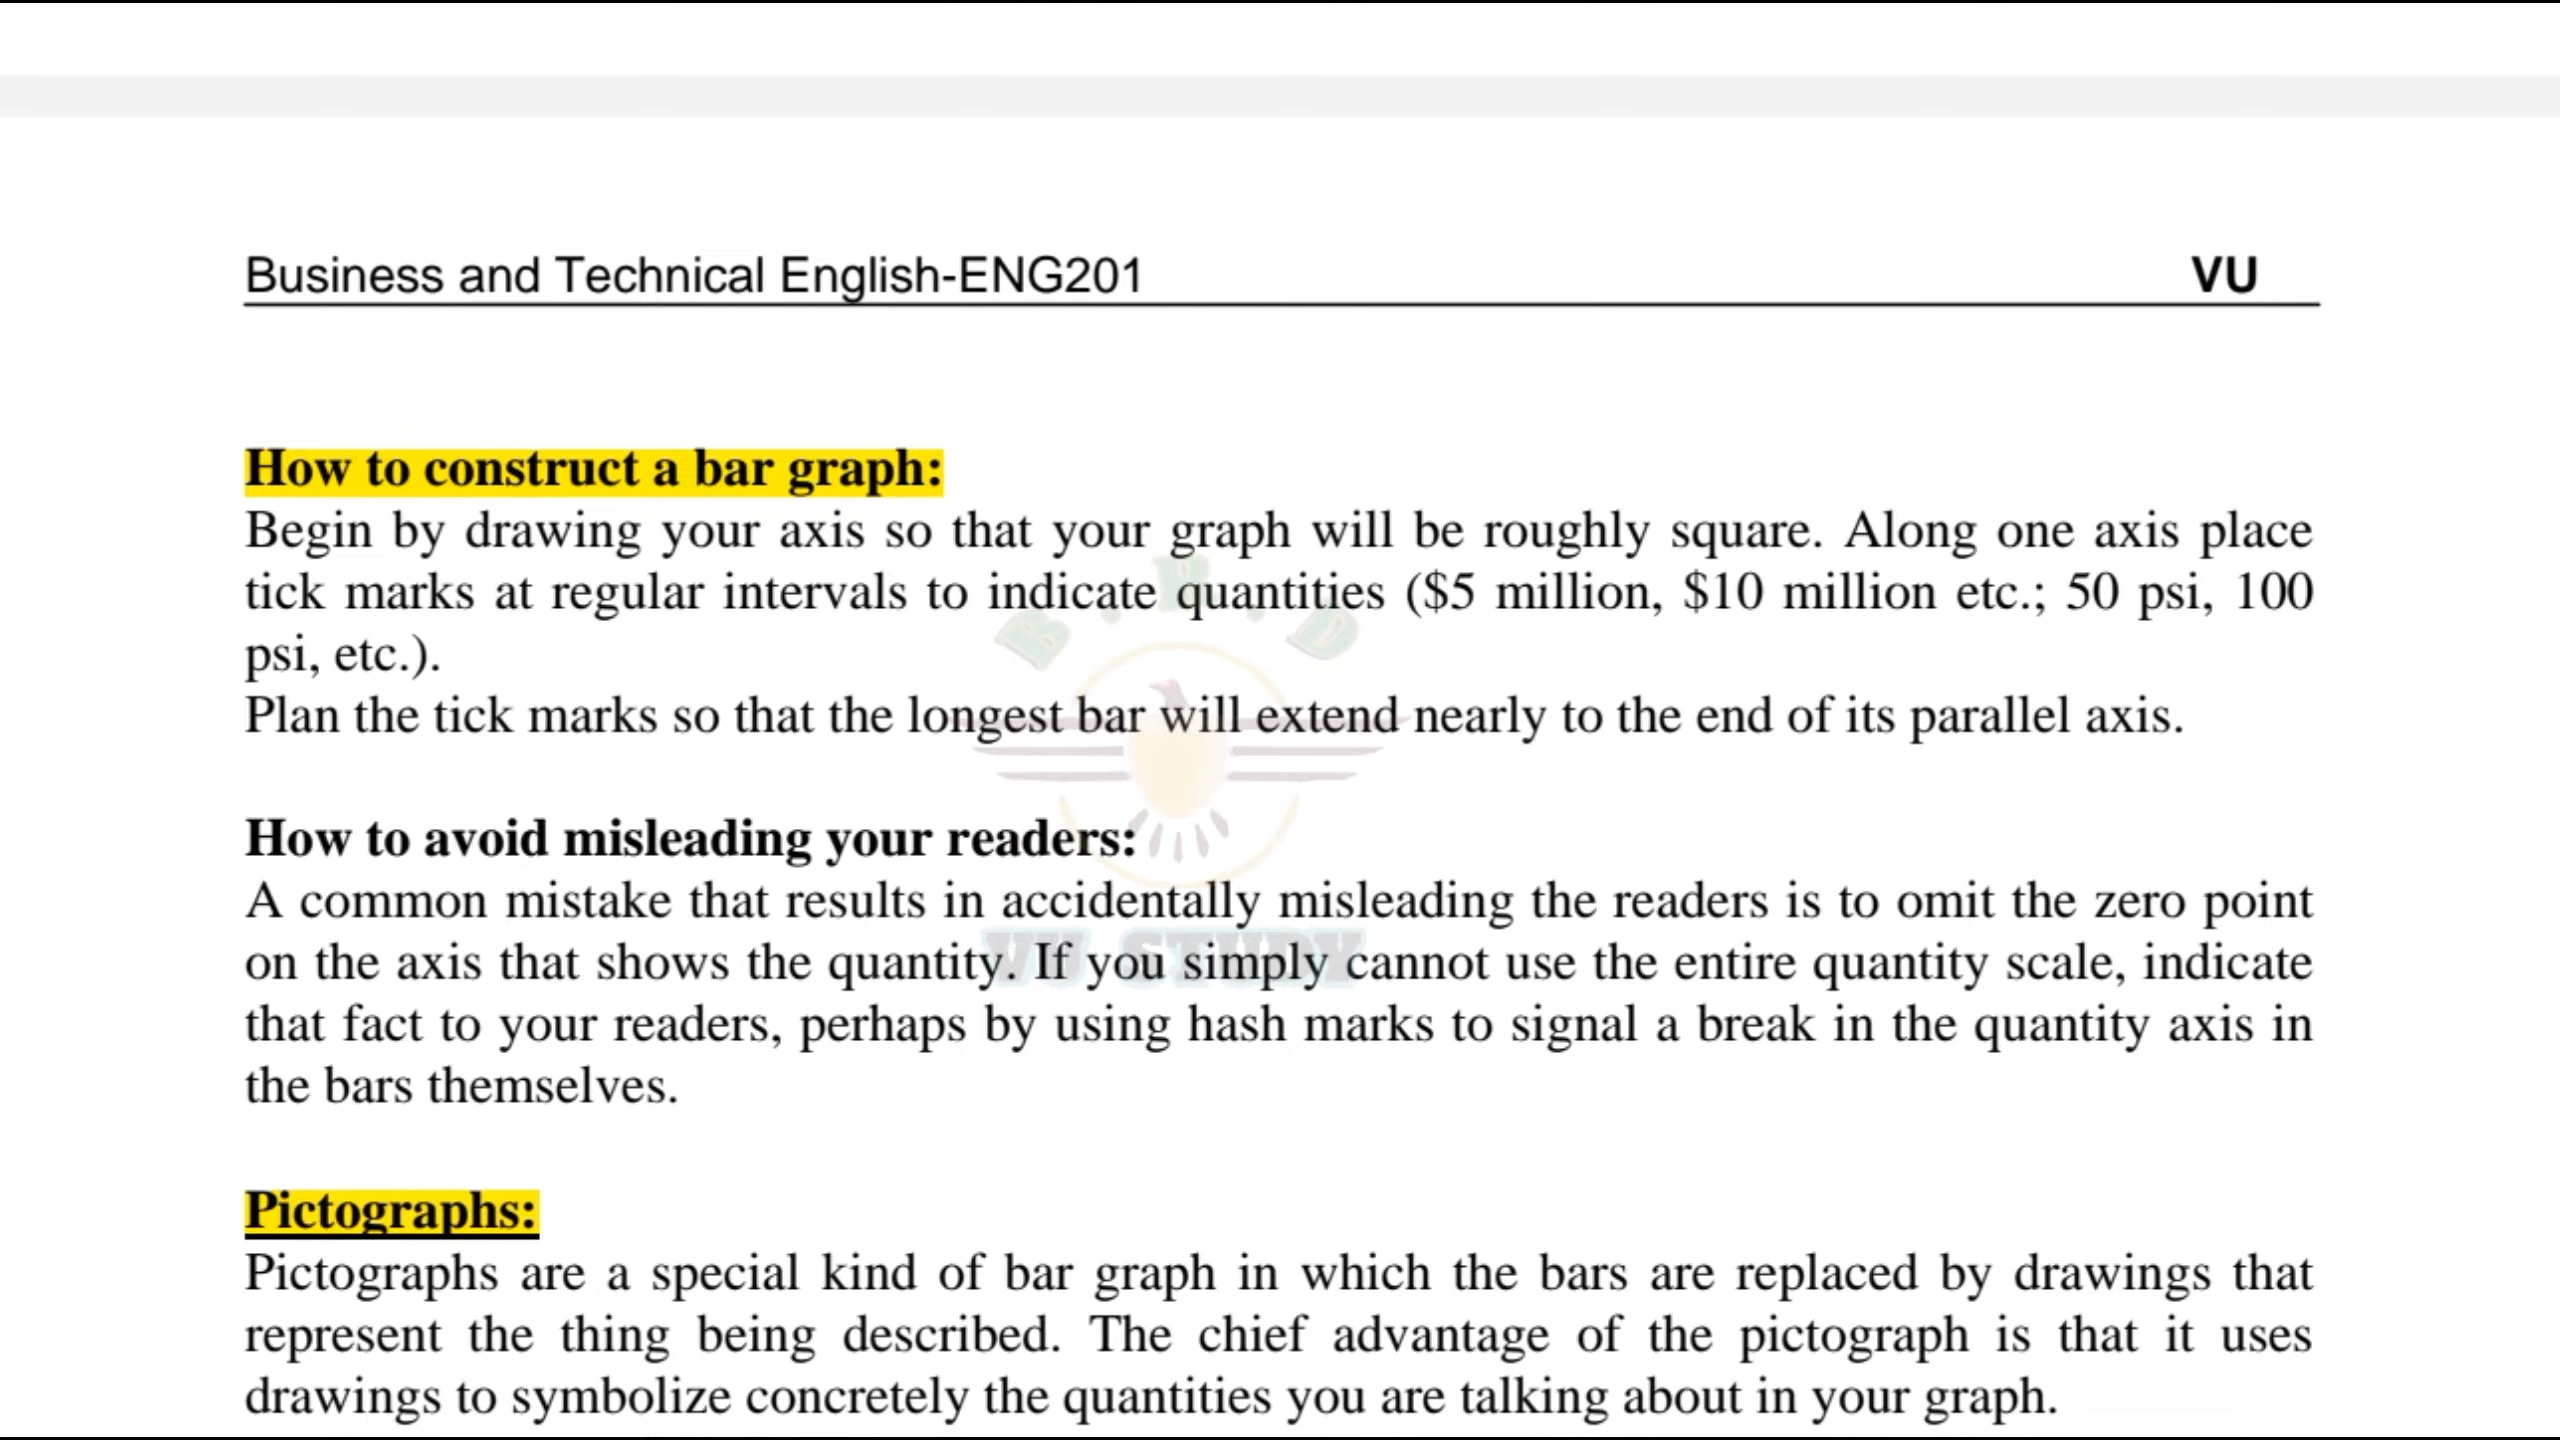 Business and Technical English-ENG201 VU
How to construct a bar graph:
Begin by drawing your axis so that your graph will be roughly square. Along one axis place
tick marks at regular intervals to indicate quantities ($5 million, $10 million etc.; 50 psi, 100
psi, etc.).
Plan the tick marks so that the longest bar will extend nearly to the end of its parallel axis.
How to avoid misleading your readers:
A common mistake that results in accidentally misleading the readers is to omit the zero point
on the axis that shows the quantity. If you simply cannot use the entire quantity scale, indicate
that fact to your readers, perhaps by using hash marks to signal a break in the quantity axis in
the bars themselves.
Pictographs:
Pictographs are a special kind of bar graph in which the bars are replaced by drawings that
represent the thing being described. The chief advantage of the pictograph is that it uses
drawings to symbolize concretely the quantities you are talking about in your graph.
VU STUDY